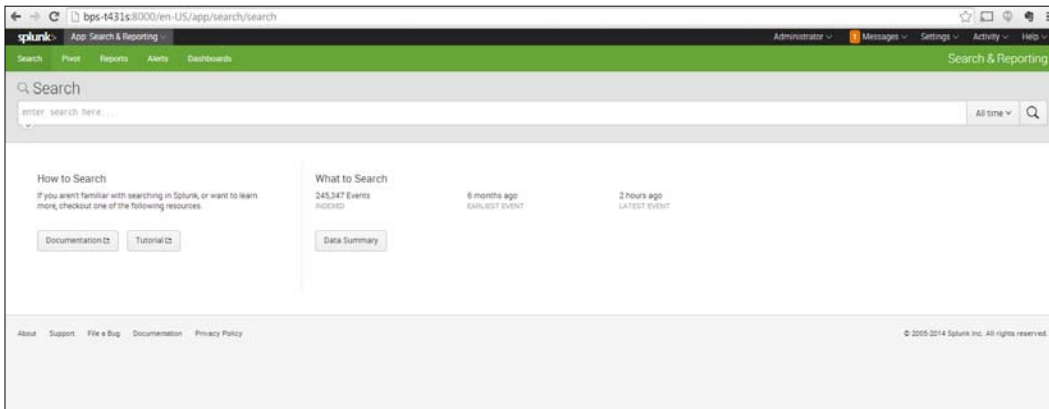 bps-t431s:8000/en-US/app/search/search
splunk> App: Search & Reporting Administrator 1 Messages Settings Activity Help
Search Pivot Reports Alerts Dashboards Search & Reporting
Search
enter search here... All time
How to Search
If you aren't familiar with searching in Splunk, or want to learn
more, checkout one of the following resources.
Documentation Tutorial
What to Search
245,347 Events 6 months ago 2 hours ago
INDEXED EARLIEST EVENT LATEST EVENT
Data Summary
About Support File a Bug Documentation Privacy Policy © 2005-2014 Splunk Inc. All rights reserved.